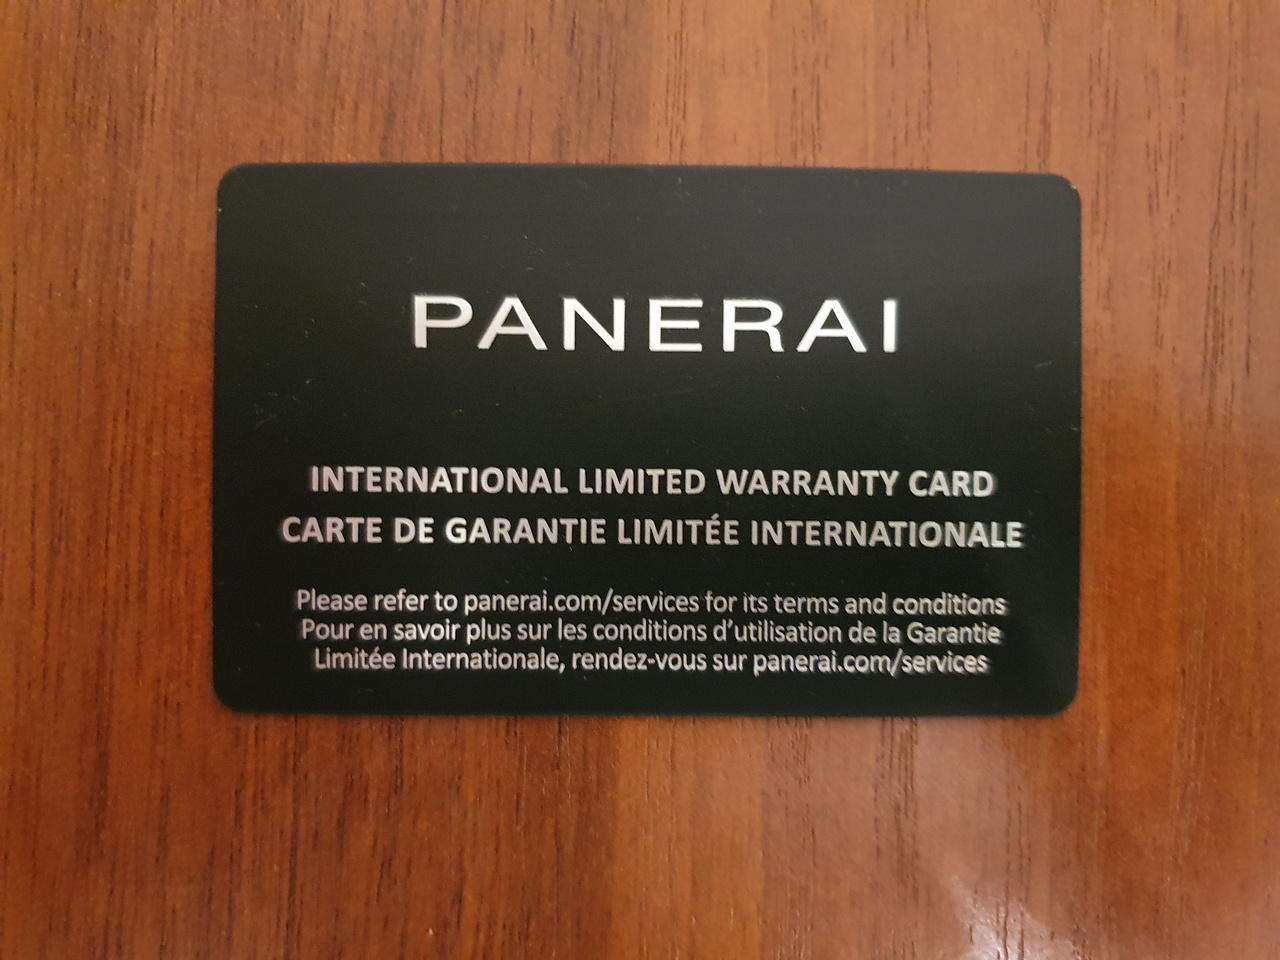 PANERAI
INTERNATIONAL LIMITED WARRANTY CARD
CARTE DE GARANTIE LIMITÉE INTERNATIONALE
Please refer to panerai.com/services for its terms and conditions
Pour en savoir plus sur les conditions d'utilisation de la Garantie
Limitée Internationale, rendez-vous sur panerai.com/services